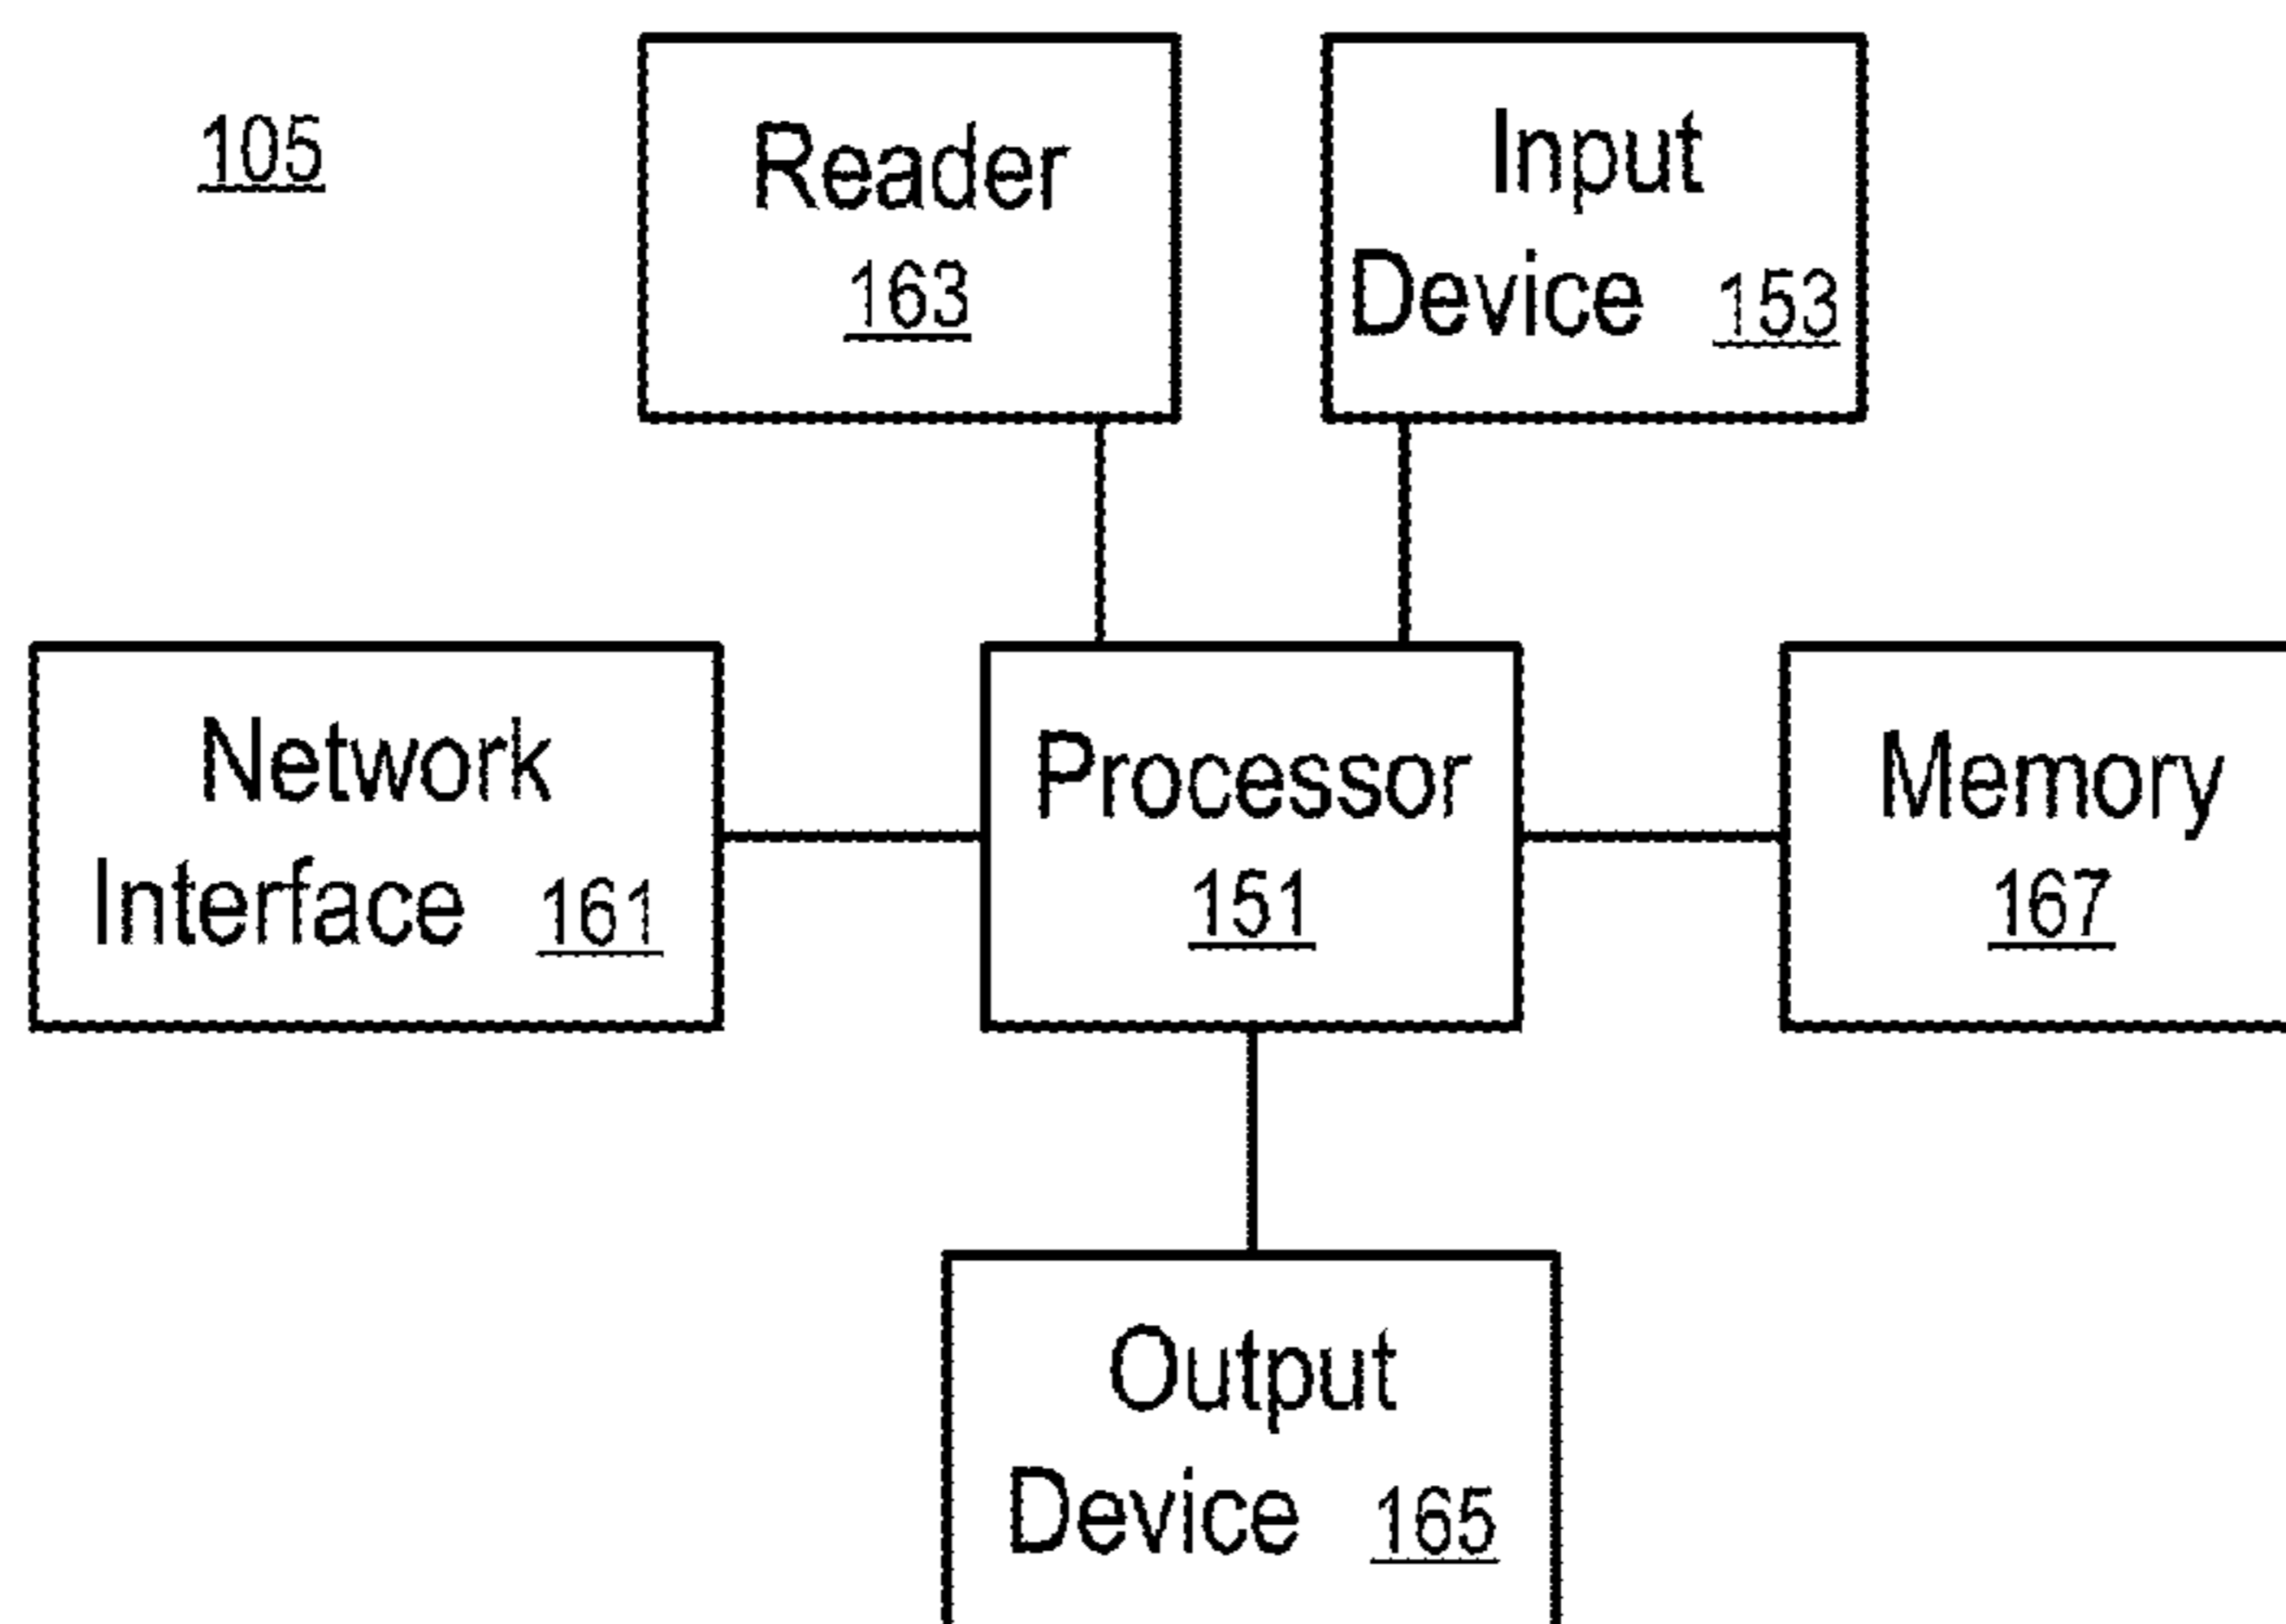 105
Reader
163
Input
Device 153
Network
Interface 161
Processor
151
Memory
167
Output
Device 165